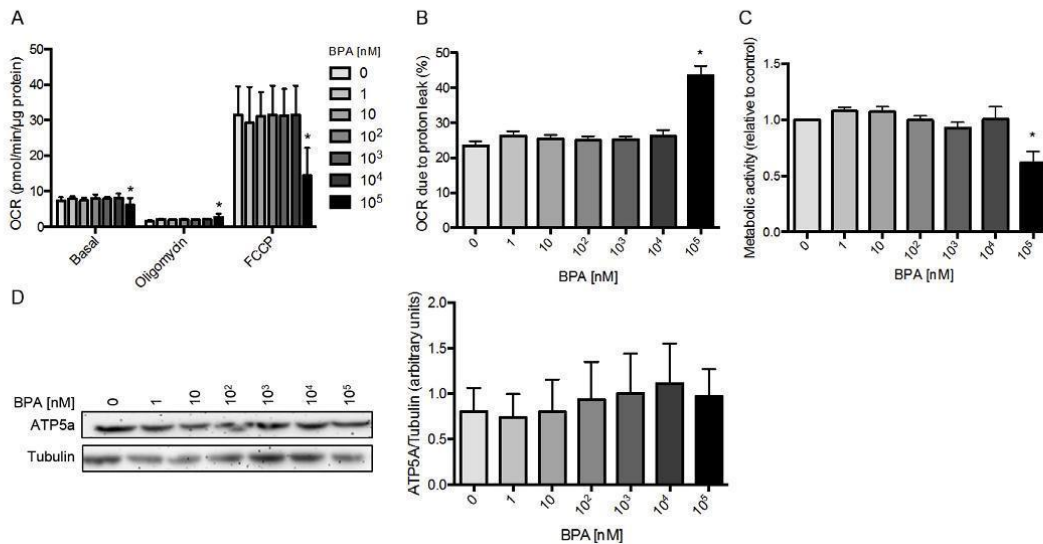 A
OCR (pmol/min/µg protein)
50
40
30
20
10
0
*
*
*
Basal
Oligomycin
FCCP
BPA [nM]
0
1
10
10²
10³
10⁴
10⁵
B
OCR due to proton leak (%)
60
40
20
0
*
0
1
10
10²
10³
10⁴
10⁵
BPA [nM]
C
Metabolic activity (relative to control)
1.5
1.0
0.5
0.0
*
0
1
10
10²
10³
10⁴
10⁵
BPA [nM]
D
BPA [nM] 0 1 10 10² 10³ 10⁴ 10⁵
ATP5a
Tubulin
ATP5A/Tubulin (arbitrary units)
2.0
1.5
1.0
0.5
0.0
0
1
10
10²
10³
10⁴
10⁵
BPA [nM]